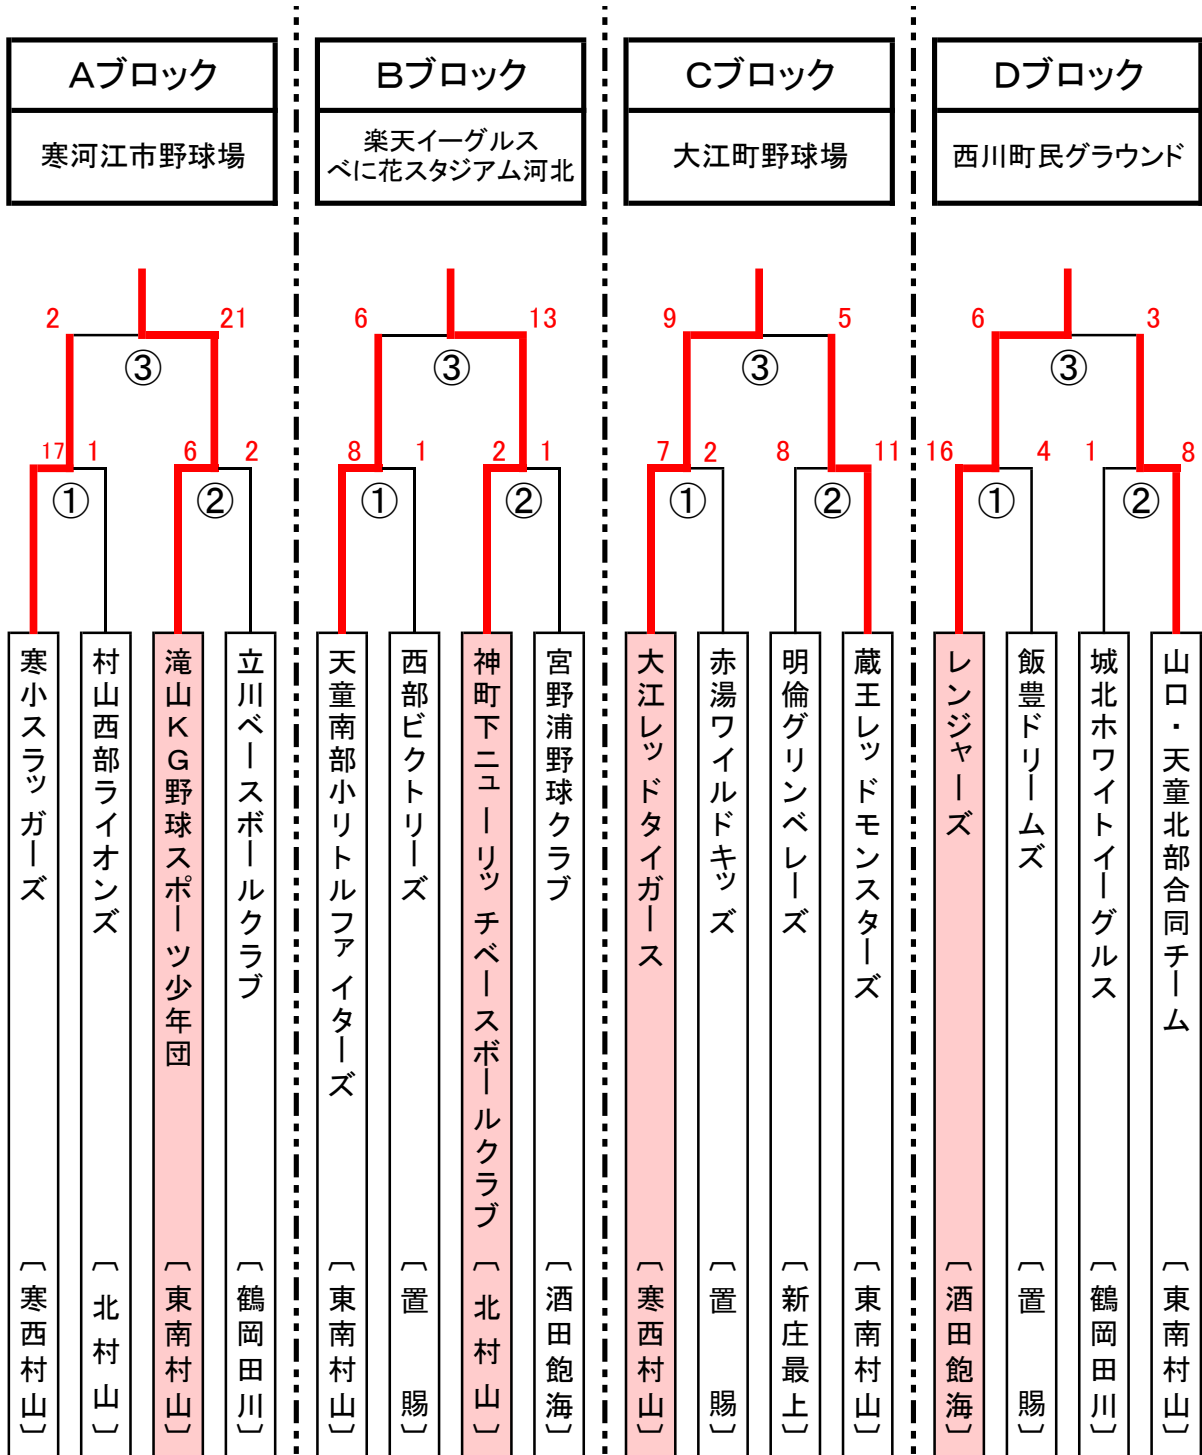 Aブロック
寒河江市野球場
Bブロック
楽天イーグルス
べに花スタジアム河北
Cブロック
大江町野球場
Dブロック
西川町民グラウンド
2 21
③
17 1 6 2
① ②
6 13
③
8 1 2 1
① ②
9 5
③
7 2 8 11
① ②
6 3
③
16 4 1 8
① ②
寒小スラッガーズ
〔寒西村山〕
村山西部ライオンズ
〔北村山〕
滝山KG野球スポーツ少年団
〔東南村山〕
立川ベースボールクラブ
〔鶴岡田川〕
天童南部小リトルファイターズ
〔東南村山〕
西部ビクトリーズ
〔置賜〕
神町下ニューリッチベースボールクラブ
〔北村山〕
宮野浦野球クラブ
〔酒田飽海〕
大江レッドタイガース
〔寒西村山〕
赤湯ワイルドキッズ
〔置賜〕
明倫グリンベレーズ
〔新庄最上〕
蔵王レッドモンスターズ
〔東南村山〕
レンジャーズ
〔酒田飽海〕
飯豊ドリームズ
〔置賜〕
城北ホワイトイーグルス
〔鶴岡田川〕
山口・天童北部合同チーム
〔東南村山〕